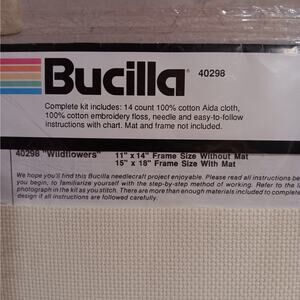 Bucilla® 40298
Complete kit includes: 14 count 100% cotton Aida cloth,
100% cotton embroidery floss, needle and easy-to-follow
instructions with chart. Mat and frame not included.
40298 "Wildflowers" 11" x 14" Frame Size Without Mat
15" x 18" Frame Size With Mat
We hope you'll find this Bucilla needlecraft project enjoyable. Please read all instructions be
you begin, to familiarize yourself with the step-by-step method of working. Refer to the
photograph in the kit as you stitch. There are more than enough materials included to complete
design if all instructions are followed carefully.